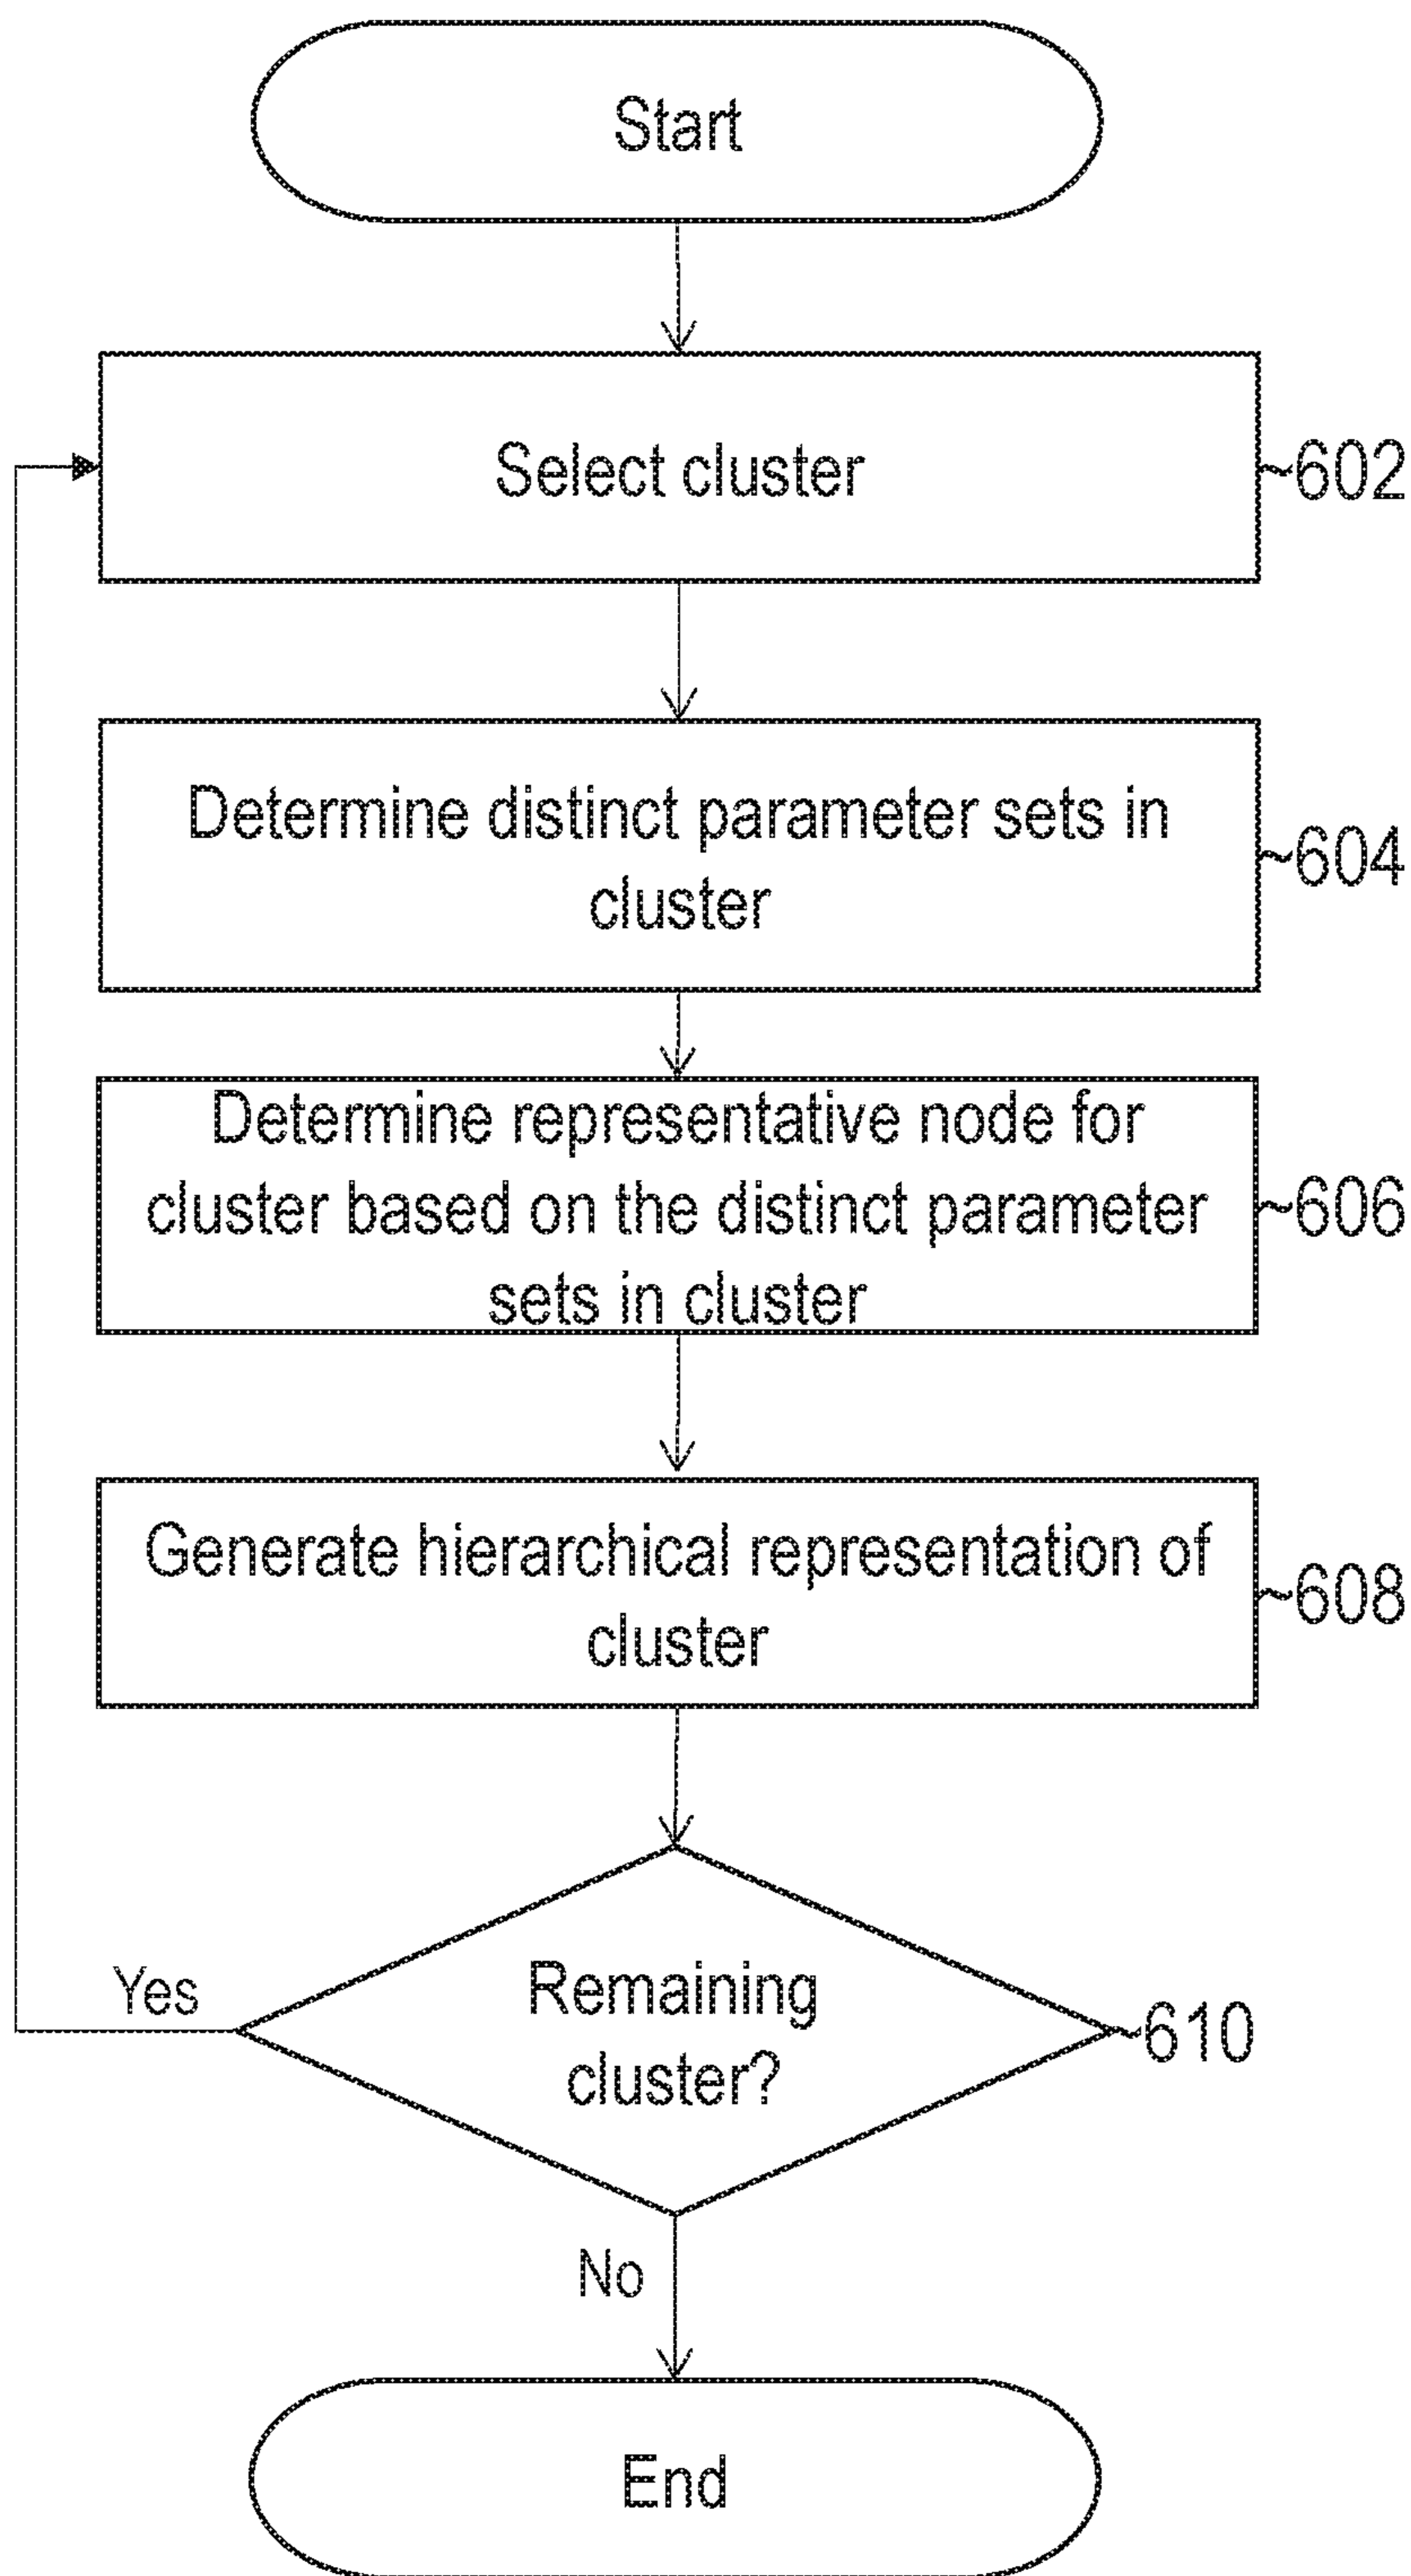 Start
Select cluster
~602
Determine distinct parameter sets in
cluster
~604
Determine representative node for
cluster based on the distinct parameter
sets in cluster
~606
Generate hierarchical representation of
cluster
~608
Remaining
cluster?
~610
Yes
No
End